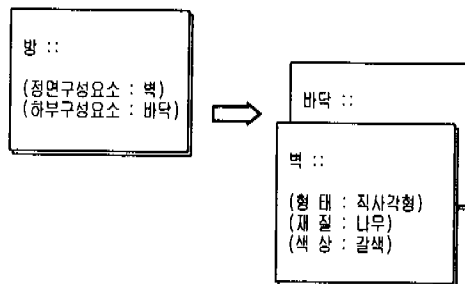 방 ::
(정면구성요소 : 벽)
(하부구성요소 : 바닥)
바닥 ::
벽 ::
(형 태 : 직사각형)
(재 질 : 나무)
(색 상 : 갈색)